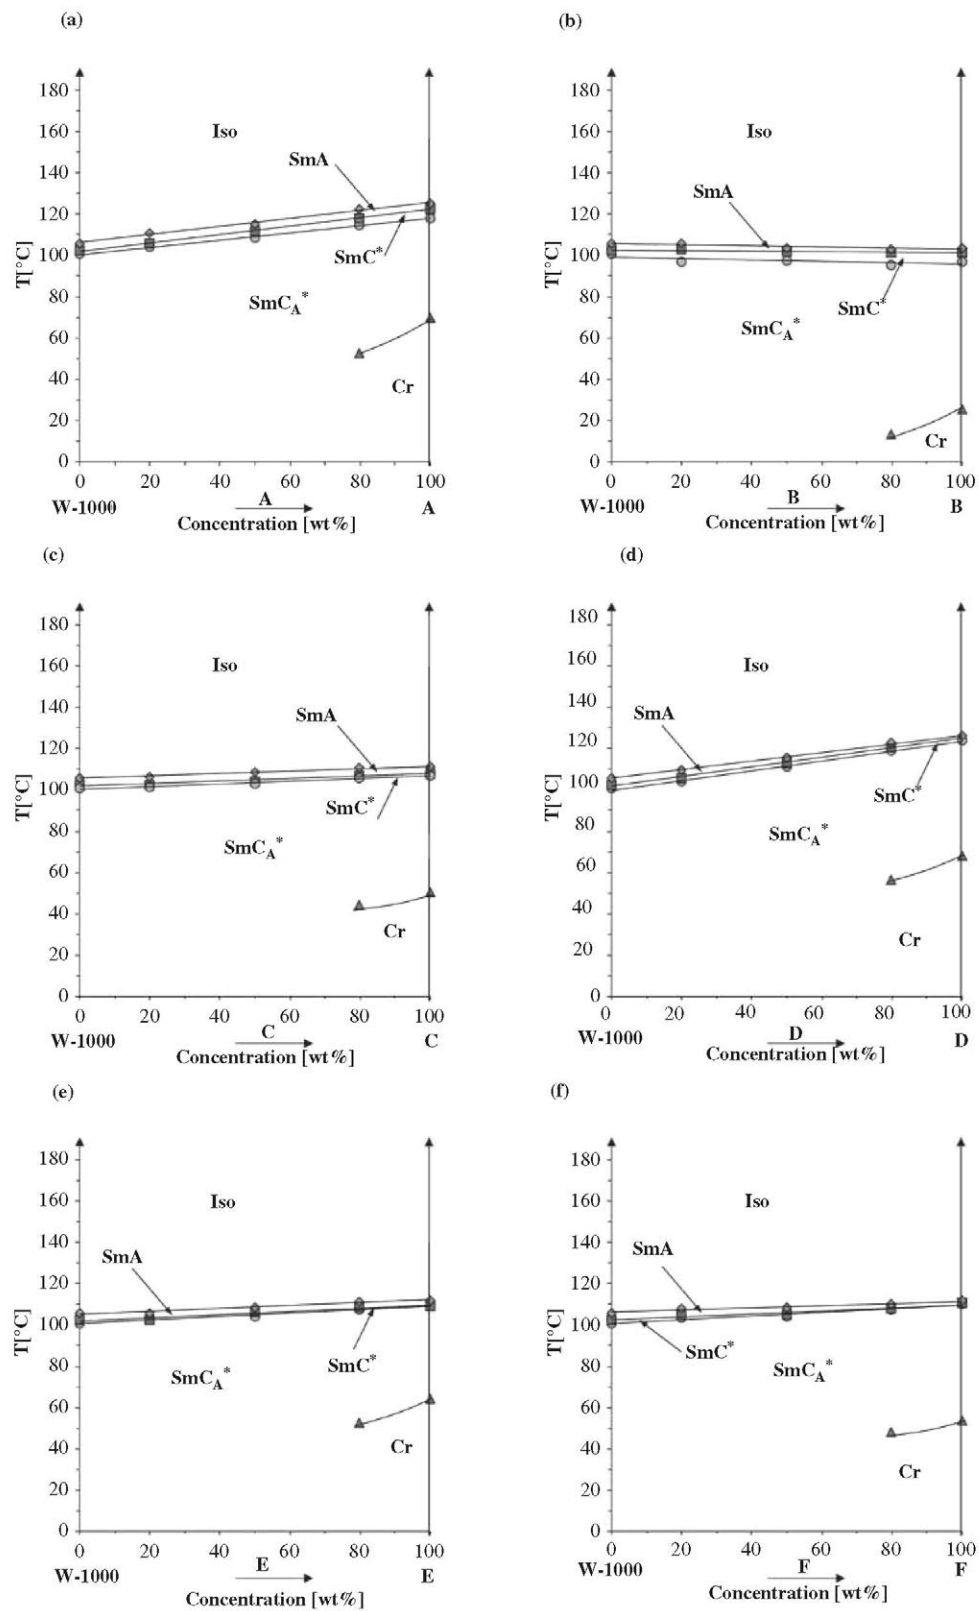 (a)
180
160
140
120
100
80
60
40
20
0
T[°C]
Iso
SmA
SmC*
SmC_A*
Cr
0 20 40 60 80 100
W-1000 A A
Concentration [wt%]
(b)
180
160
140
120
100
80
60
40
20
0
T[°C]
Iso
SmA
SmC*
SmC_A*
Cr
0 20 40 60 80 100
W-1000 B B
Concentration [wt%]
(c)
180
160
140
120
100
80
60
40
20
0
T[°C]
Iso
SmA
SmC*
SmC_A*
Cr
0 20 40 60 80 100
W-1000 C C
Concentration [wt%]
(d)
180
160
140
120
100
80
60
40
20
0
T[°C]
Iso
SmA
SmC*
SmC_A*
Cr
0 20 40 60 80 100
W-1000 D D
Concentration [wt%]
(e)
180
160
140
120
100
80
60
40
20
0
T[°C]
Iso
SmA
SmC*
SmC_A*
Cr
0 20 40 60 80 100
W-1000 E E
Concentration [wt%]
(f)
180
160
140
120
100
80
60
40
20
0
T[°C]
Iso
SmA
SmC*
SmC_A*
Cr
0 20 40 60 80 100
W-1000 F F
Concentration [wt%]